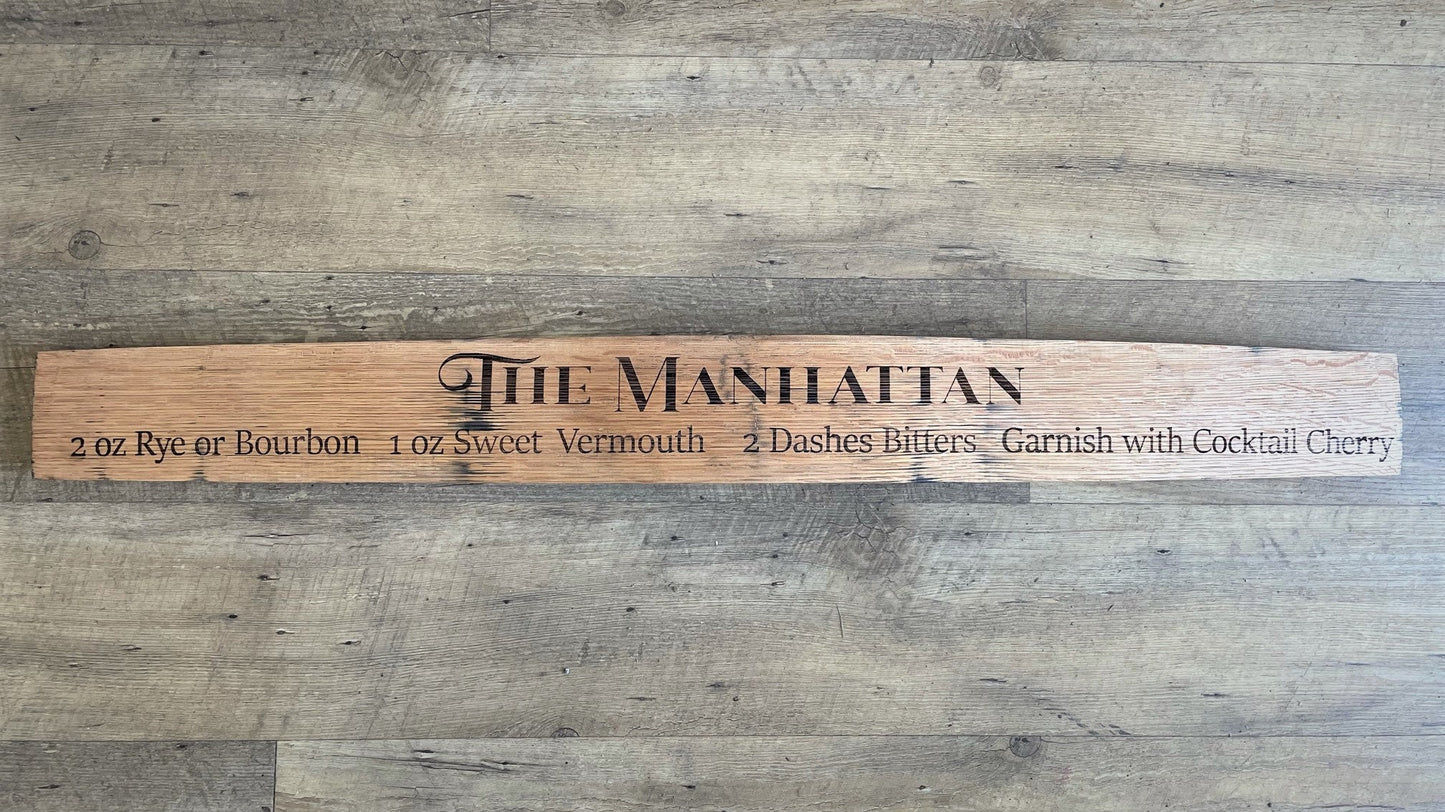 The Manhattan
2 oz Rye or Bourbon 1 oz Sweet Vermouth 2 Dashes Bitters Garnish with Cocktail Cherry